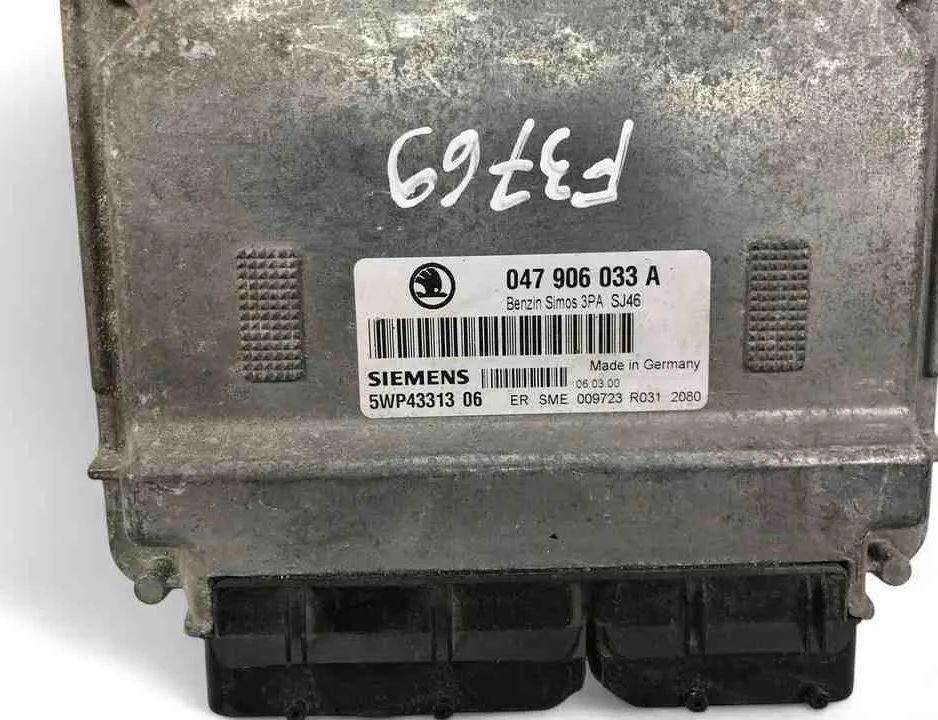 F3769
047 906 033 A
Benzin Simos 3PA SJ46
Made in Germany
SIEMENS
06.03.00
5WP43313 06 ER SME 009723 R031 2080